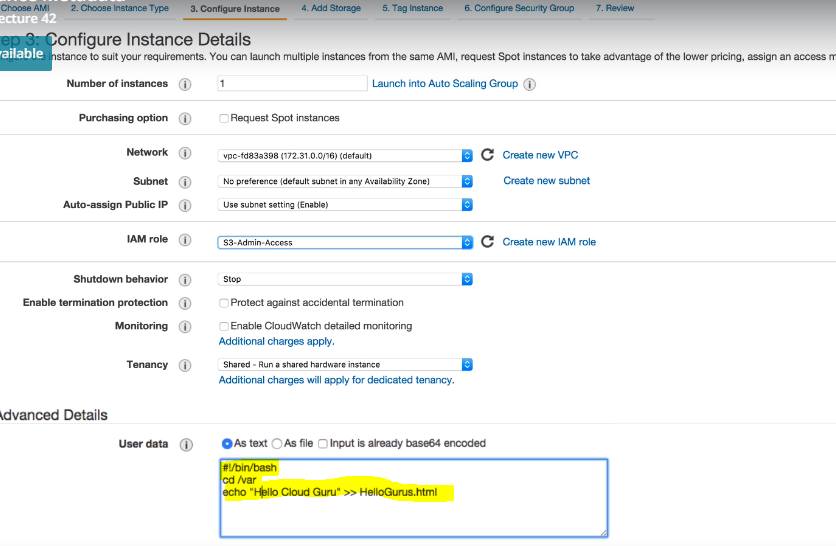 Choose AMI 2. Choose Instance Type 3. Configure Instance 4. Add Storage 5. Tag Instance 6. Configure Security Group 7. Review
ecture 42
ep 3: Configure Instance Details
ailable
instance to suit your requirements. You can launch multiple instances from the same AMI, request Spot instances to take advantage of the lower pricing, assign an access m
Number of instances i 1 Launch into Auto Scaling Group i
Purchasing option i Request Spot instances
Network i vpc-fd83a398 (172.31.0.0/16) (default) Create new VPC
Subnet i No preference (default subnet in any Availability Zone) Create new subnet
Auto-assign Public IP i Use subnet setting (Enable)
IAM role i S3-Admin-Access Create new IAM role
Shutdown behavior i Stop
Enable termination protection i Protect against accidental termination
Monitoring i Enable CloudWatch detailed monitoring
Additional charges apply.
Tenancy i Shared - Run a shared hardware instance
Additional charges will apply for dedicated tenancy.
Advanced Details
User data i As text As file Input is already base64 encoded
#!/bin/bash
cd /var
echo "Hello Cloud Guru" >> HelloGurus.html